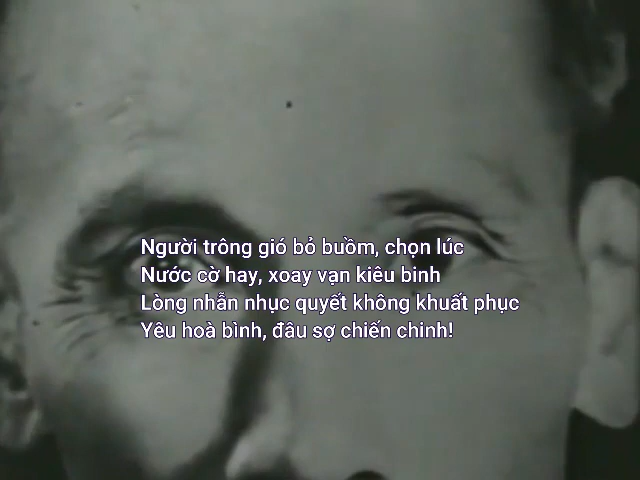 Người trông gió bỏ buồm, chọn lúc
Nước cờ hay, xoay vạn kiêu binh
Lòng nhẫn nhục quyết không khuất phục
Yêu hoà bình, đâu sợ chiến chinh!